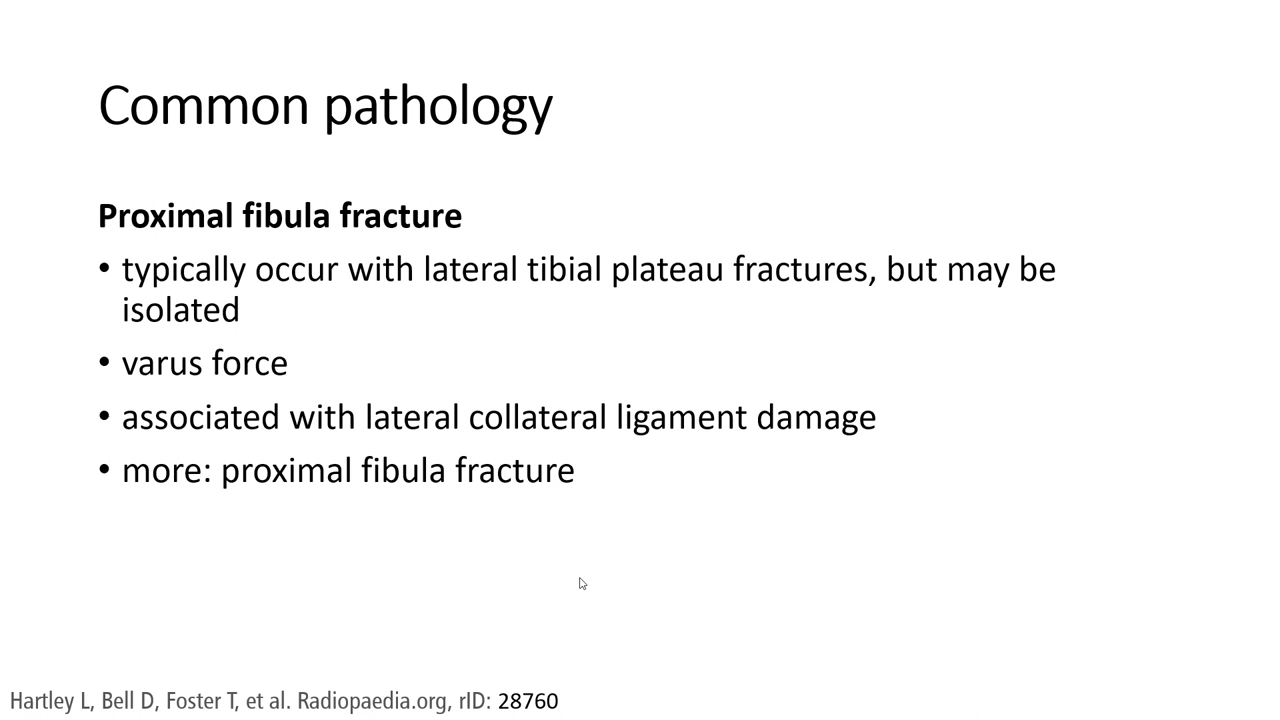 Common pathology
Proximal fibula fracture
• typically occur with lateral tibial plateau fractures, but may be
isolated
• varus force
• associated with lateral collateral ligament damage
• more: proximal fibula fracture
Hartley L, Bell D, Foster T, et al. Radiopaedia.org, rID: 28760